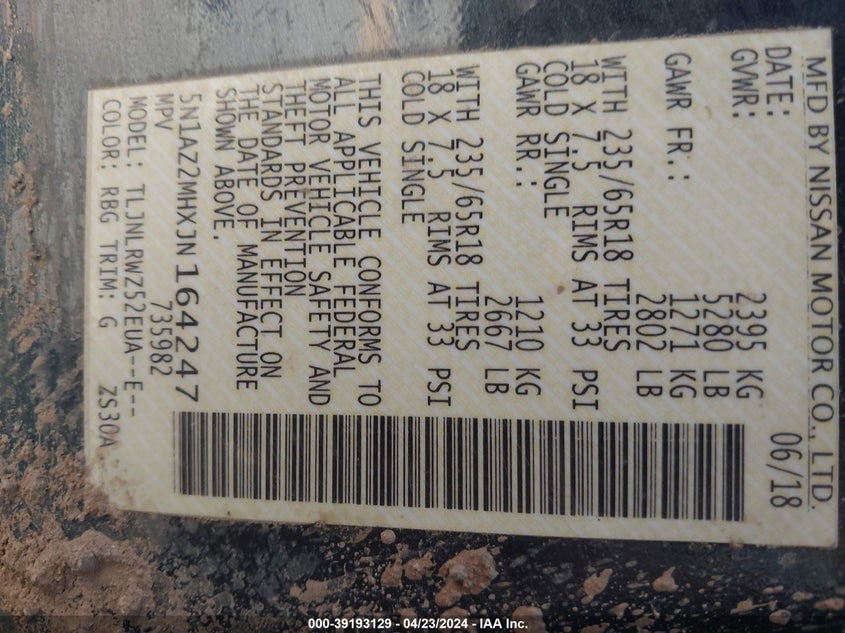 MFD BY NISSAN MOTOR CO., LTD.
DATE: 06/18
GVWR: 2395 KG
5280 LB
GAWR FR.: 1271 KG
2802 LB
WITH 235/65R18 TIRES
18 X 7.5 RIMS AT 33 PSI
COLD SINGLE
GAWR RR.: 1210 KG
2667 LB
WITH 235/65R18 TIRES
18 X 7.5 RIMS AT 33 PSI
COLD SINGLE
THIS VEHICLE CONFORMS TO
ALL APPLICABLE FEDERAL
MOTOR VEHICLE SAFETY AND
THEFT PREVENTION
STANDARDS IN EFFECT ON
THE DATE OF MANUFACTURE
SHOWN ABOVE.
5N1AZ2MHXJN164247
MPV 735982
MODEL: TLJNLRWZ52EUA--E--
COLOR: RBG TRIM: G ZS30A
000-39193129 - 04/23/2024 - IAA Inc.